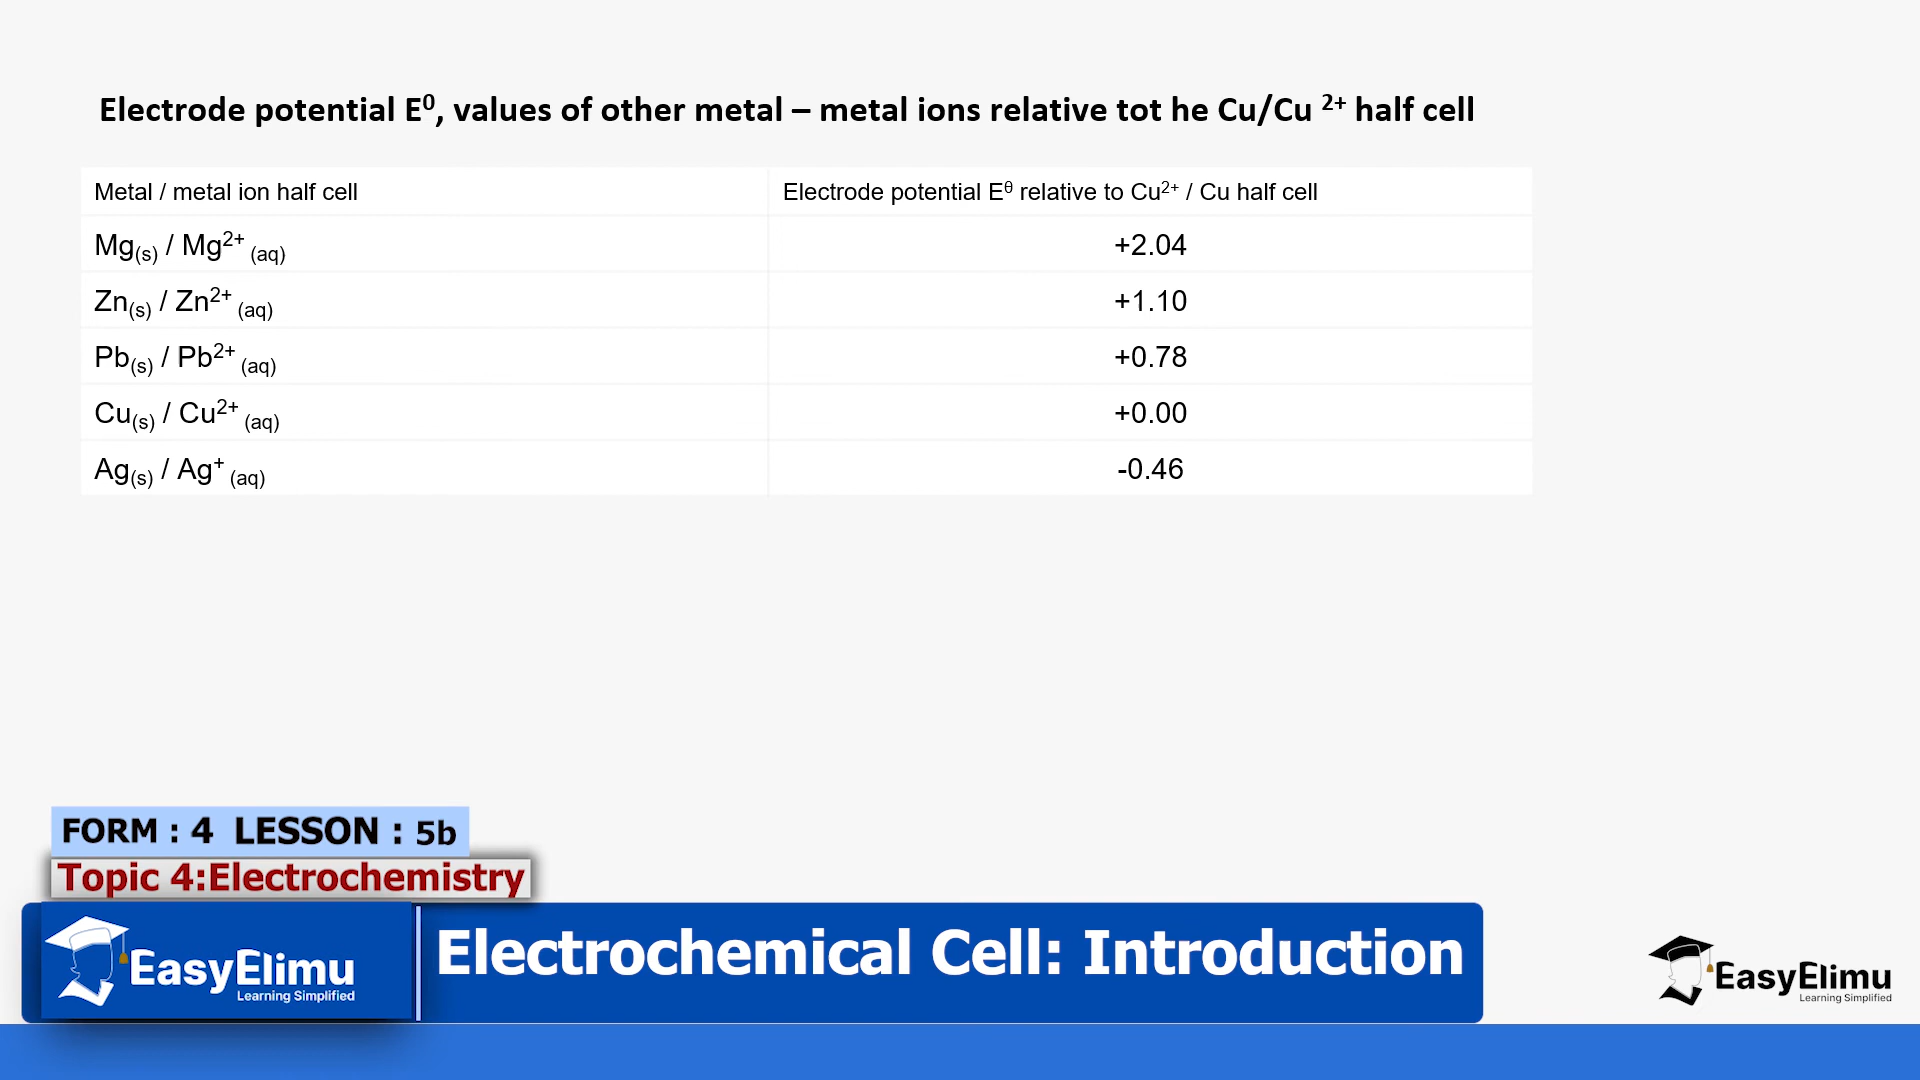 Electrode potential E⁰, values of other metal – metal ions relative tot he Cu/Cu ²⁺ half cell
Metal / metal ion half cell Electrode potential Eᶿ relative to Cu²⁺ / Cu half cell
Mg(s) / Mg²⁺ (aq) +2.04
Zn(s) / Zn²⁺ (aq) +1.10
Pb(s) / Pb²⁺ (aq) +0.78
Cu(s) / Cu²⁺ (aq) +0.00
Ag(s) / Ag⁺ (aq) -0.46
FORM : 4 LESSON : 5b
Topic 4:Electrochemistry
EasyElimu
Learning Simplified
Electrochemical Cell: Introduction
EasyElimu
Learning Simplified